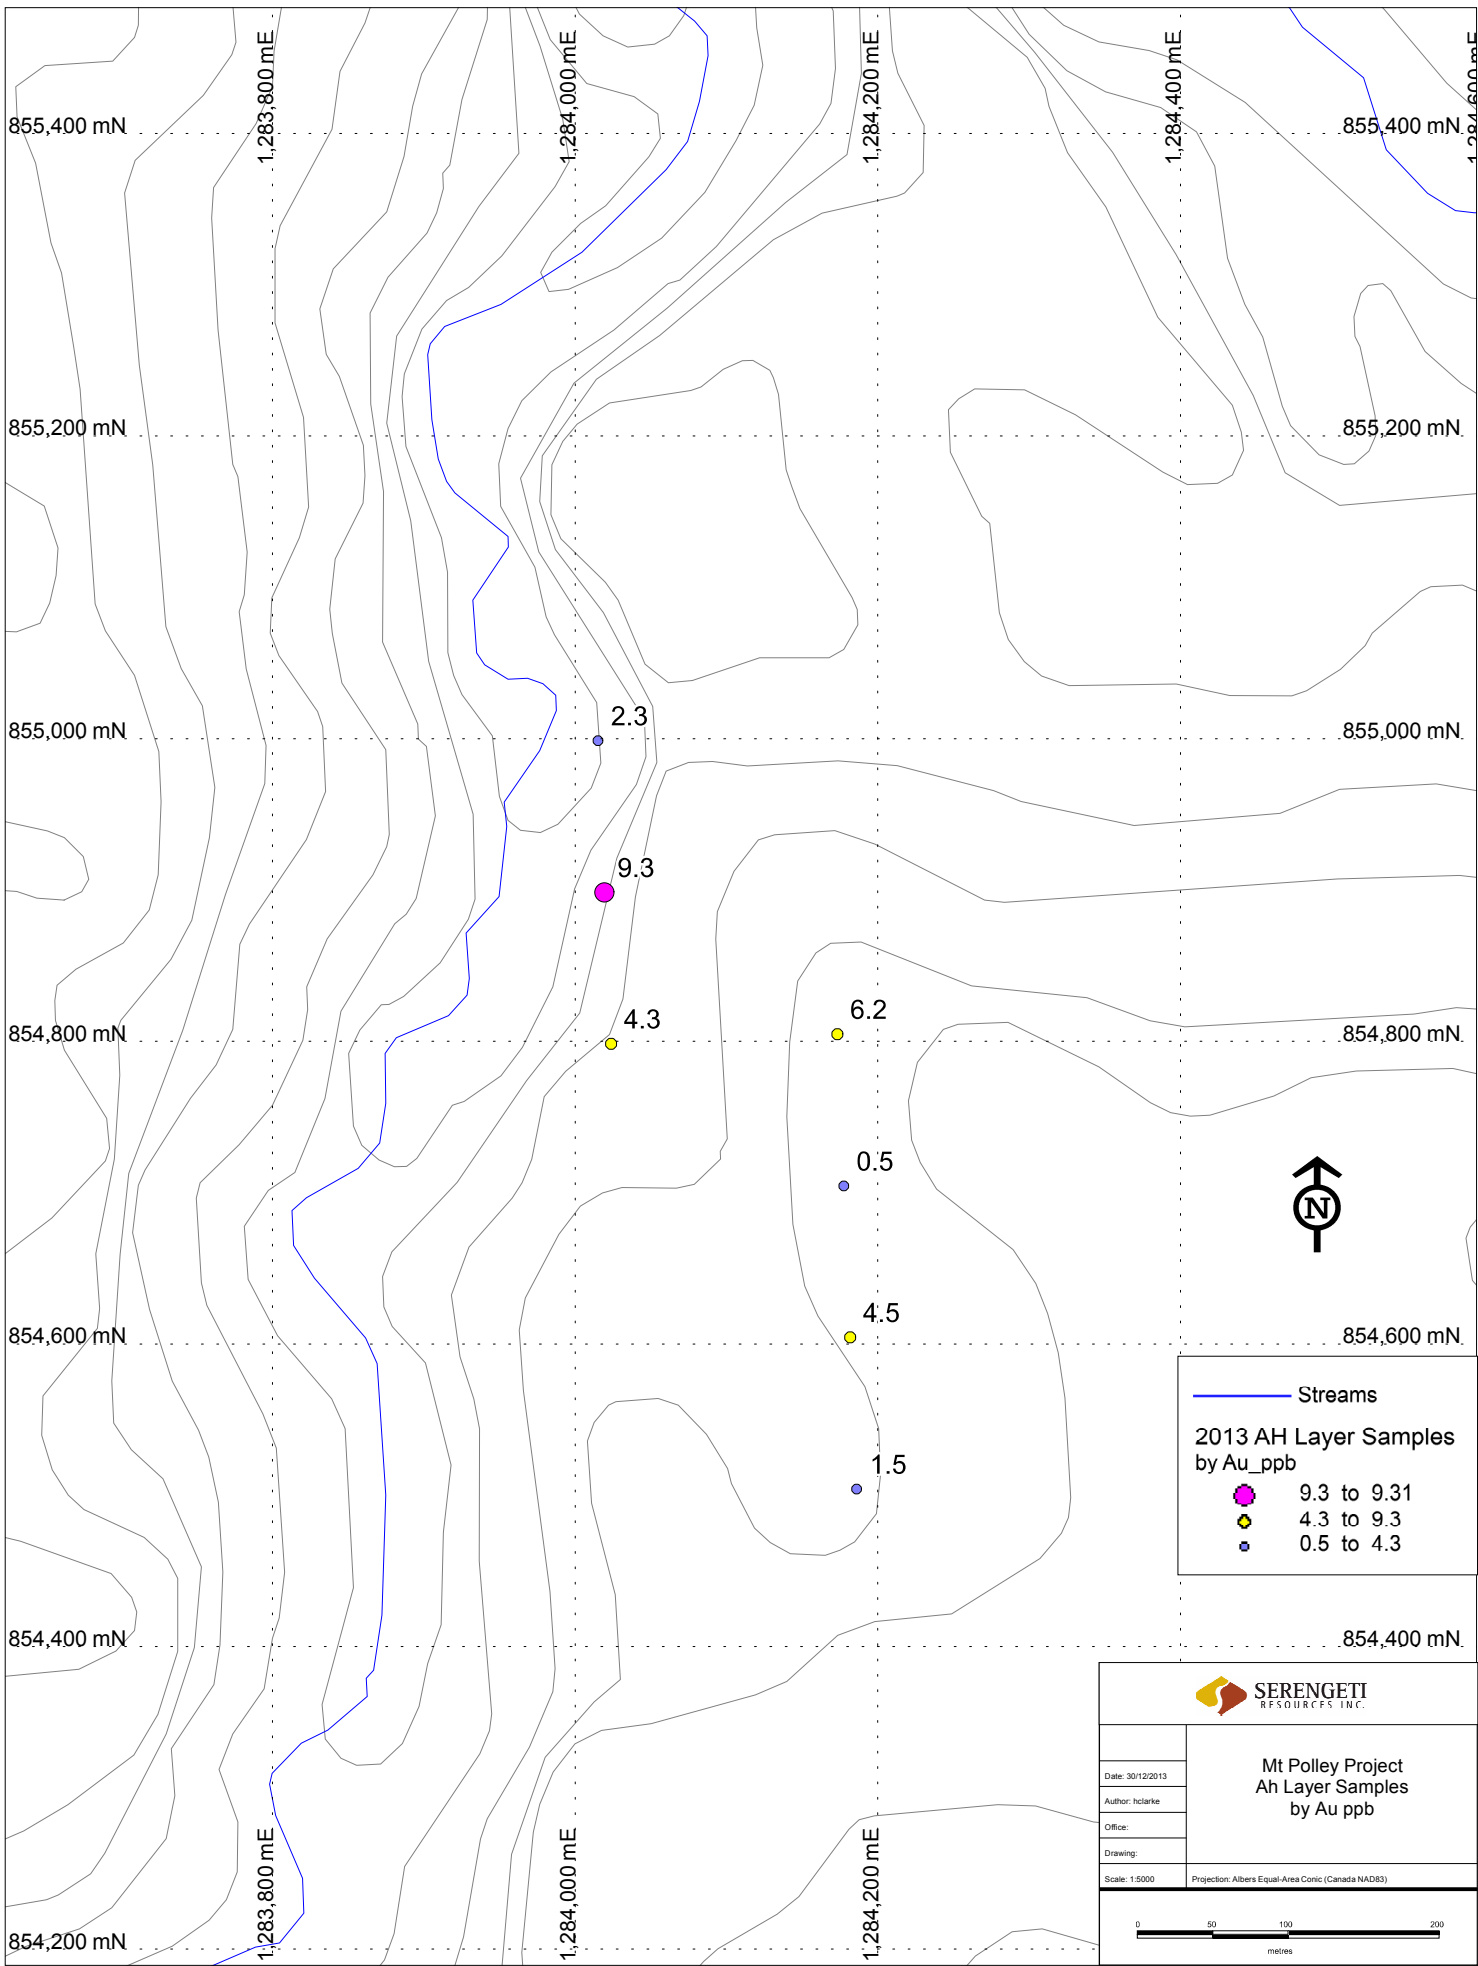 1,283,800 mE
1,284,000 mE
1,284,200 mE
1,284,400 mE
1,284,600 mE
855,400 mN
855,400 mN
855,200 mN
855,200 mN
2.3
855,000 mN
855,000 mN
9.3
4.3
6.2
854,800 mN
854,800 mN
0.5
N
4.5
854,600 mN
854,600 mN
Streams
2013 AH Layer Samples
by Au_ppb
9.3 to 9.31
4.3 to 9.3
0.5 to 4.3
1.5
854,400 mN
854,400 mN
SERENGETI
RESOURCES INC.
Mt Polley Project
Ah Layer Samples
by Au ppb
Date: 30/12/2013
Author: hclarke
Office:
Drawing:
Scale: 1:5000
Projection: Albers Equal-Area Conic (Canada NAD83)
0 50 100 200
metres
1,283,800 mE
1,284,000 mE
1,284,200 mE
854,200 mN